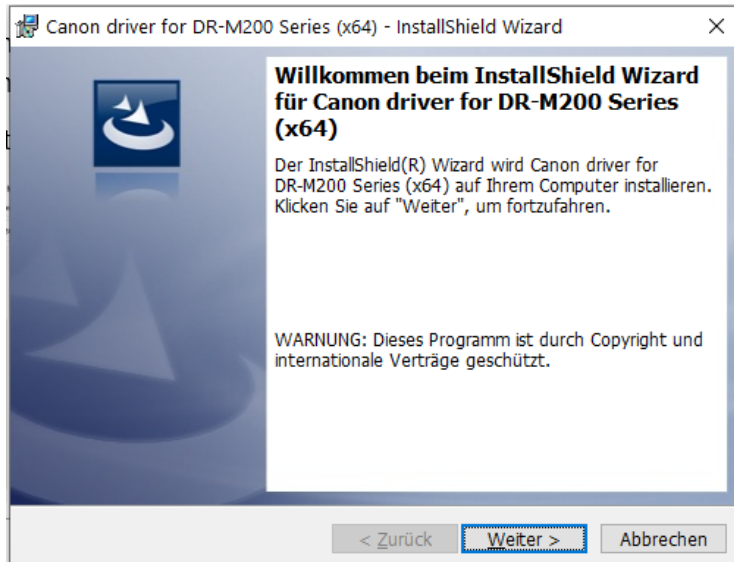 Canon driver for DR-M200 Series (x64) - InstallShield Wizard
Willkommen beim InstallShield Wizard
für Canon driver for DR-M200 Series
(x64)
Der InstallShield(R) Wizard wird Canon driver for
DR-M200 Series (x64) auf Ihrem Computer installieren.
Klicken Sie auf "Weiter", um fortzufahren.
WARNUNG: Dieses Programm ist durch Copyright und
internationale Verträge geschützt.
< Zurück
Weiter >
Abbrechen